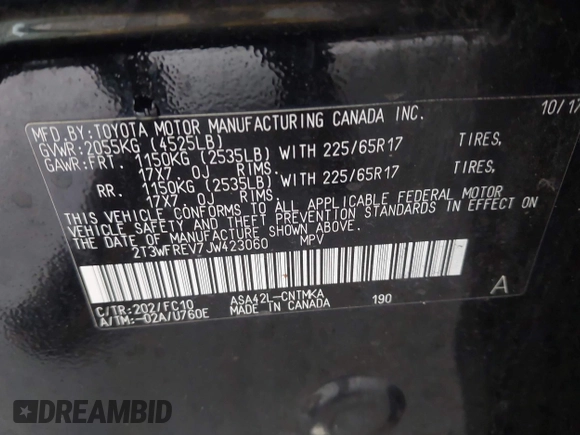 MFD.BY:TOYOTA MOTOR MANUFACTURING CANADA INC. 10/17
GVWR:2055KG (4525LB)
GAWR:FRT. 1150KG (2535LB) WITH 225/65R17 TIRES,
17X7. 0J RIMS.
RR. 1150KG (2535LB) WITH 225/65R17 TIRES,
17X7. 0J RIMS.
THIS VEHICLE CONFORMS TO ALL APPLICABLE FEDERAL MOTOR
VEHICLE SAFETY AND THEFT PREVENTION STANDARDS IN EFFECT ON
THE DATE OF MANUFACTURE SHOWN ABOVE.
2T3WFREV7JW423060 MPV
C/TR:202/FC10 ASA42L-CNTMKA 190 A
A/TM:-02A/U760E MADE IN CANADA
DREAMBID